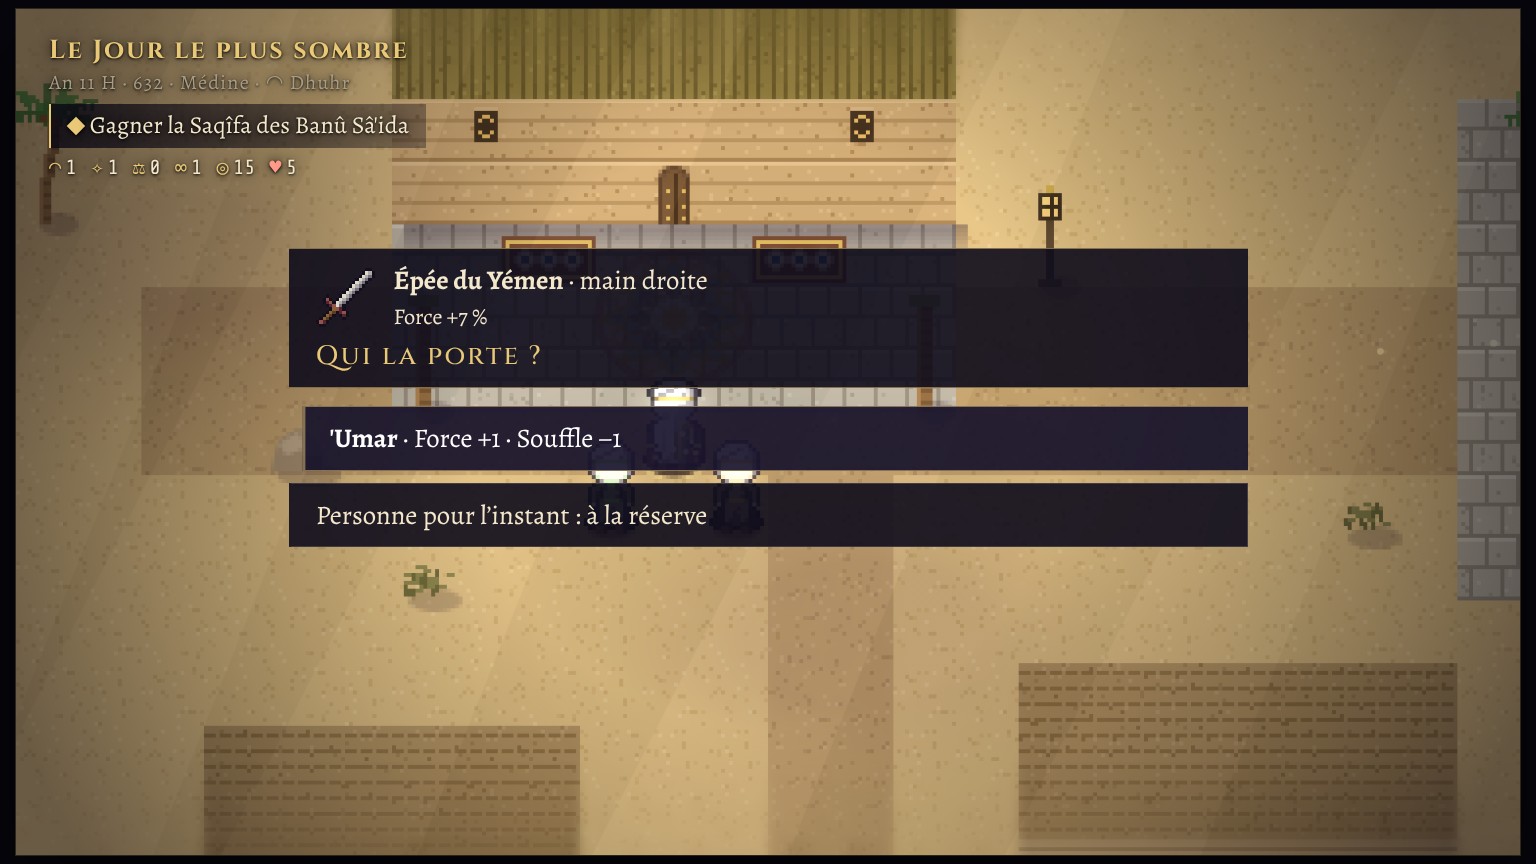 Le Jour le plus sombre
An 11 H · 632 · Médine · ◠ Dhuhr
◆ Gagner la Saqîfa des Banû Sâ'ida
◠1 ✧1 ⚖0 ∞1 ◎15 ♥5
Épée du Yémen · main droite
Force +7 %
Qui la porte ?
'Umar · Force +1 · Souffle −1
Personne pour l’instant : à la réserve